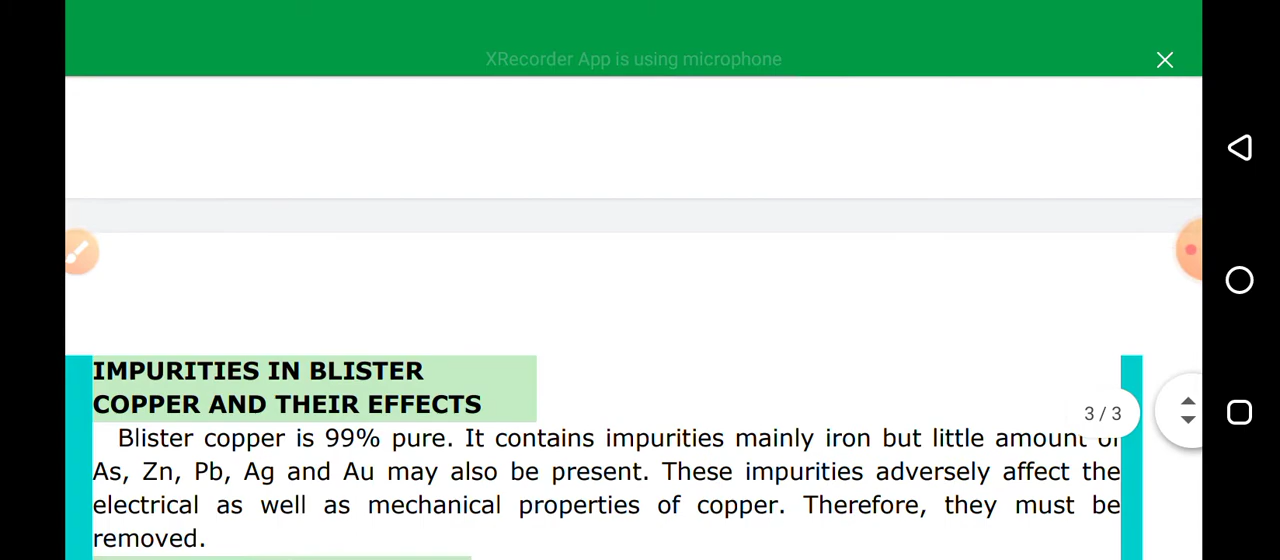 XRecorder App is using microphone
IMPURITIES IN BLISTER
COPPER AND THEIR EFFECTS
3 / 3
Blister copper is 99% pure. It contains impurities mainly iron but little amount of
As, Zn, Pb, Ag and Au may also be present. These impurities adversely affect the
electrical as well as mechanical properties of copper. Therefore, they must be
removed.